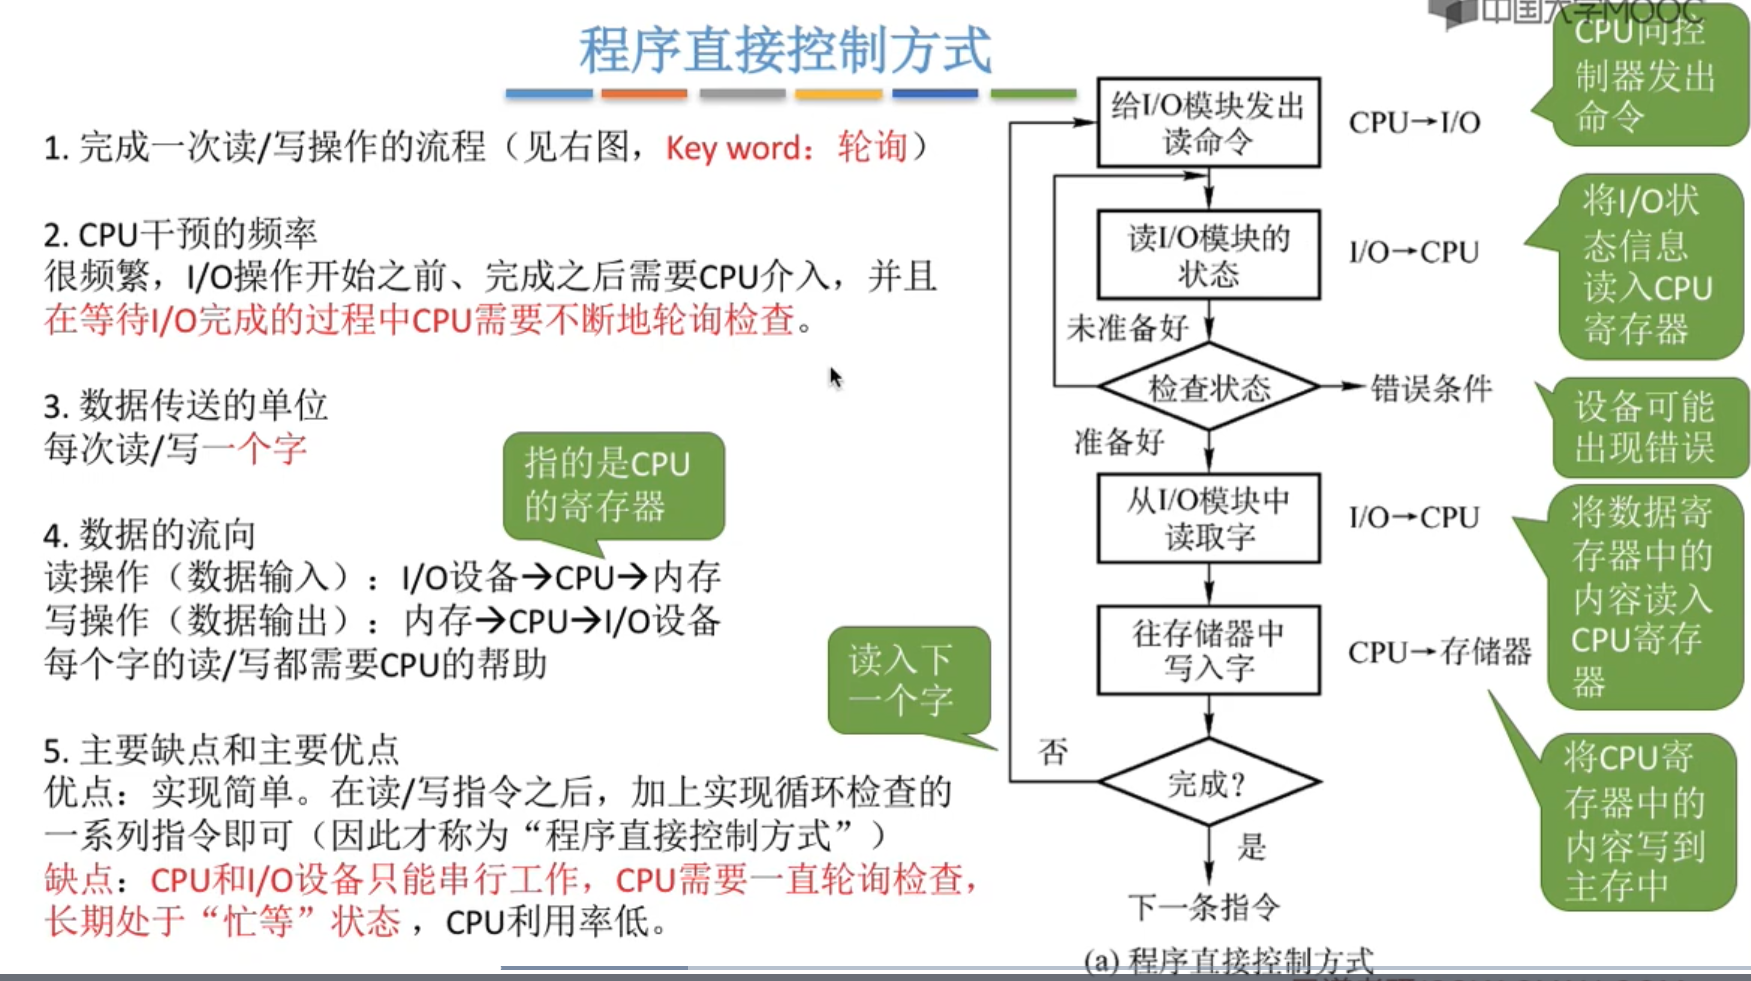 中国大学MOOC
程序直接控制方式
1. 完成一次读/写操作的流程（见右图，Key word：轮询）
2. CPU干预的频率
很频繁，I/O操作开始之前、完成之后需要CPU介入，并且
在等待I/O完成的过程中CPU需要不断地轮询检查。
3. 数据传送的单位
每次读/写一个字
指的是CPU
的寄存器
4. 数据的流向
读操作（数据输入）：I/O设备→CPU→内存
写操作（数据输出）：内存→CPU→I/O设备
每个字的读/写都需要CPU的帮助
读入下
一个字
5. 主要缺点和主要优点
优点：实现简单。在读/写指令之后，加上实现循环检查的
一系列指令即可（因此才称为“程序直接控制方式”）
缺点：CPU和I/O设备只能串行工作，CPU需要一直轮询检查，
长期处于“忙等”状态，CPU利用率低。
给I/O模块发出
读命令
CPU→I/O
CPU向控
制器发出
命令
读I/O模块的
状态
I/O→CPU
将I/O状
态信息
读入CPU
寄存器
未准备好
检查状态
错误条件
设备可能
出现错误
准备好
从I/O模块中
读取字
I/O→CPU
将数据寄
存器中的
内容读入
CPU寄存
器
往存储器中
写入字
CPU→存储器
将CPU寄
存器中的
内容写到
主存中
否
完成？
是
下一条指令
(a) 程序直接控制方式